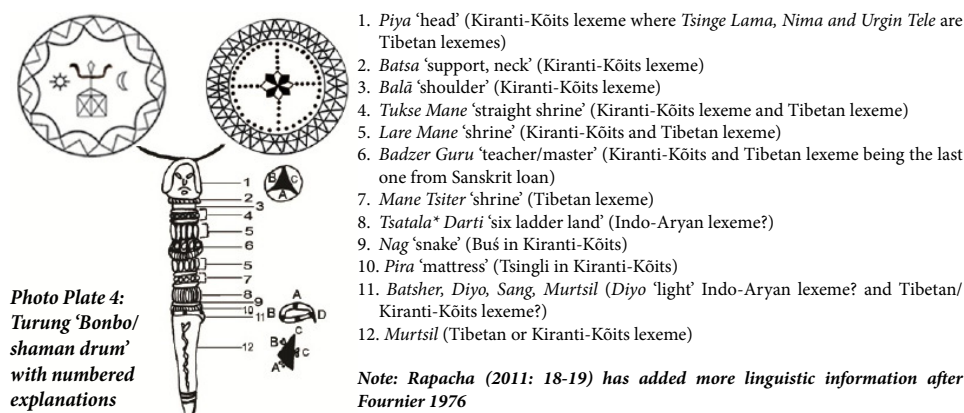 1. Piya ‘head’ (Kiranti-Kõits lexeme where Tsinge Lama, Nima and Urgin Tele are
Tibetan lexemes)
2. Batsa ‘support, neck’ (Kiranti-Kõits lexeme)
3. Balā ‘shoulder’ (Kiranti-Kõits lexeme)
4. Tukse Mane ‘straight shrine’ (Kiranti-Kõits lexeme and Tibetan lexeme)
5. Lare Mane ‘shrine’ (Kiranti-Kõits and Tibetan lexeme)
6. Badzer Guru ‘teacher/master’ (Kiranti-Kõits and Tibetan lexeme being the last
one from Sanskrit loan)
7. Mane Tsiter ‘shrine’ (Tibetan lexeme)
8. Tsatala* Darti ‘six ladder land’ (Indo-Aryan lexeme?)
9. Nag ‘snake’ (Buś in Kiranti-Kõits)
10. Pira ‘mattress’ (Tsingli in Kiranti-Kõits)
11. Batsher, Diyo, Sang, Murtsil (Diyo ‘light’ Indo-Aryan lexeme? and Tibetan/
Kiranti-Kõits lexeme?)
12. Murtsil (Tibetan or Kiranti-Kõits lexeme)
Note: Rapacha (2011: 18-19) has added more linguistic information after
Fournier 1976
Photo Plate 4:
Turung ‘Bonbo/
shaman drum’
with numbered
explanations
1
2
3
4
5
6
5
7
8
9
10
11
12
B C
A
A
B D
C
B C
A